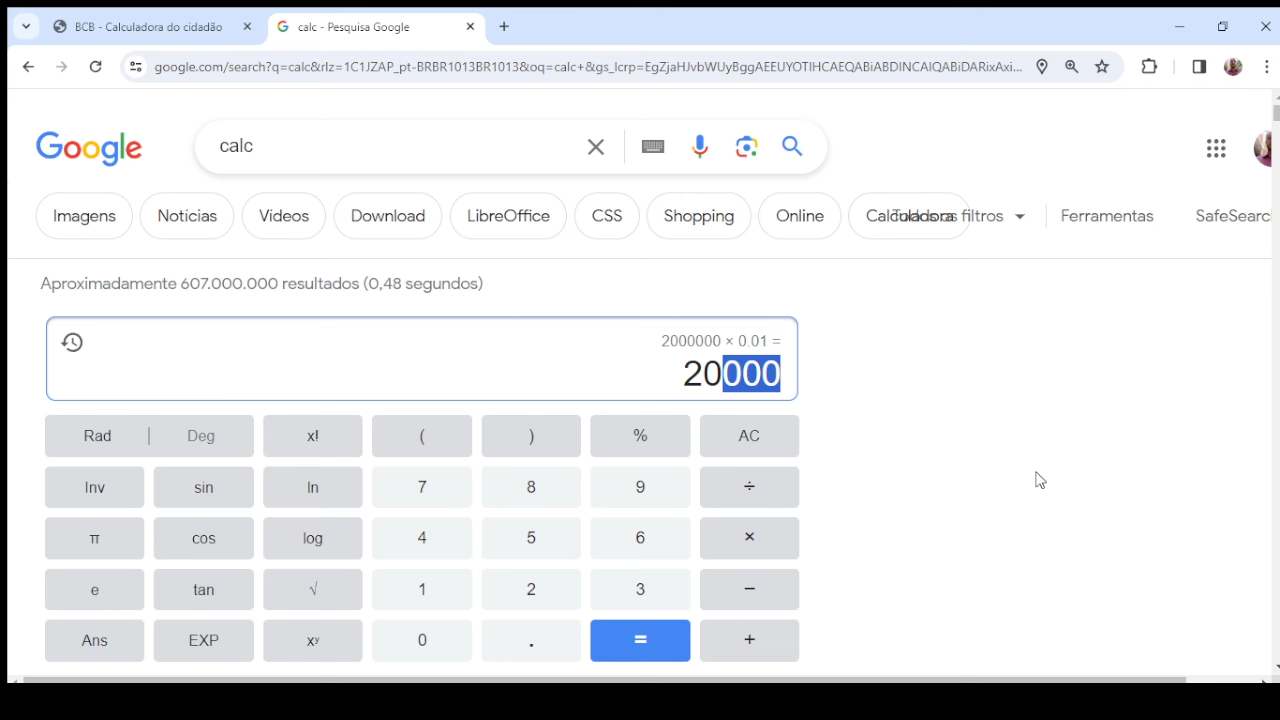 BCB - Calculadora do cidadão
calc - Pesquisa Google
google.com/search?q=calc&rlz=1C1JZAP_pt-BRBR1013BR1013&oq=calc+&gs_lcrp=EgZjaHJvbWUyBggAEEUYOTIHCAEQABiABDINCAIQABiDARixAxi...
Google
calc
Imagens Notícias Vídeos Download LibreOffice CSS Shopping Online Calculadora Todos os filtros Ferramentas SafeSearc
Aproximadamente 607.000.000 resultados (0,48 segundos)
2000000 × 0.01 =
20000
Rad | Deg x! ( ) % AC
Inv sin ln 7 8 9 ÷
π cos log 4 5 6 ×
e tan √ 1 2 3 −
Ans EXP xʸ 0 . = +